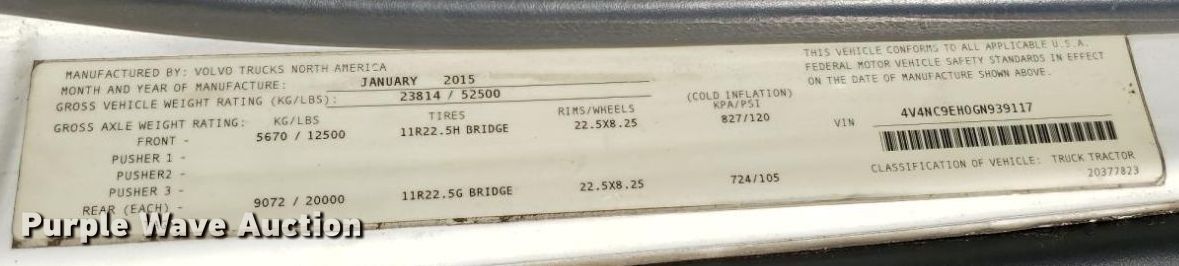 MANUFACTURED BY: VOLVO TRUCKS NORTH AMERICA
MONTH AND YEAR OF MANUFACTURE: JANUARY 2015
GROSS VEHICLE WEIGHT RATING (KG/LBS): 23814 / 52500
GROSS AXLE WEIGHT RATING: KG/LBS TIRES RIMS/WHEELS (COLD INFLATION) KPA/PSI
FRONT - 5670 / 12500 11R22.5H BRIDGE 22.5X8.25 827/120
PUSHER 1 -
PUSHER2 -
PUSHER 3 -
REAR (EACH) - 9072 / 20000 11R22.5G BRIDGE 22.5X8.25 724/105
THIS VEHICLE CONFORMS TO ALL APPLICABLE U.S.A.
FEDERAL MOTOR VEHICLE SAFETY STANDARDS IN EFFECT
ON THE DATE OF MANUFACTURE SHOWN ABOVE.
VIN 4V4NC9EH0GN939117
CLASSIFICATION OF VEHICLE: TRUCK TRACTOR
20377823
Purple Wave Auction